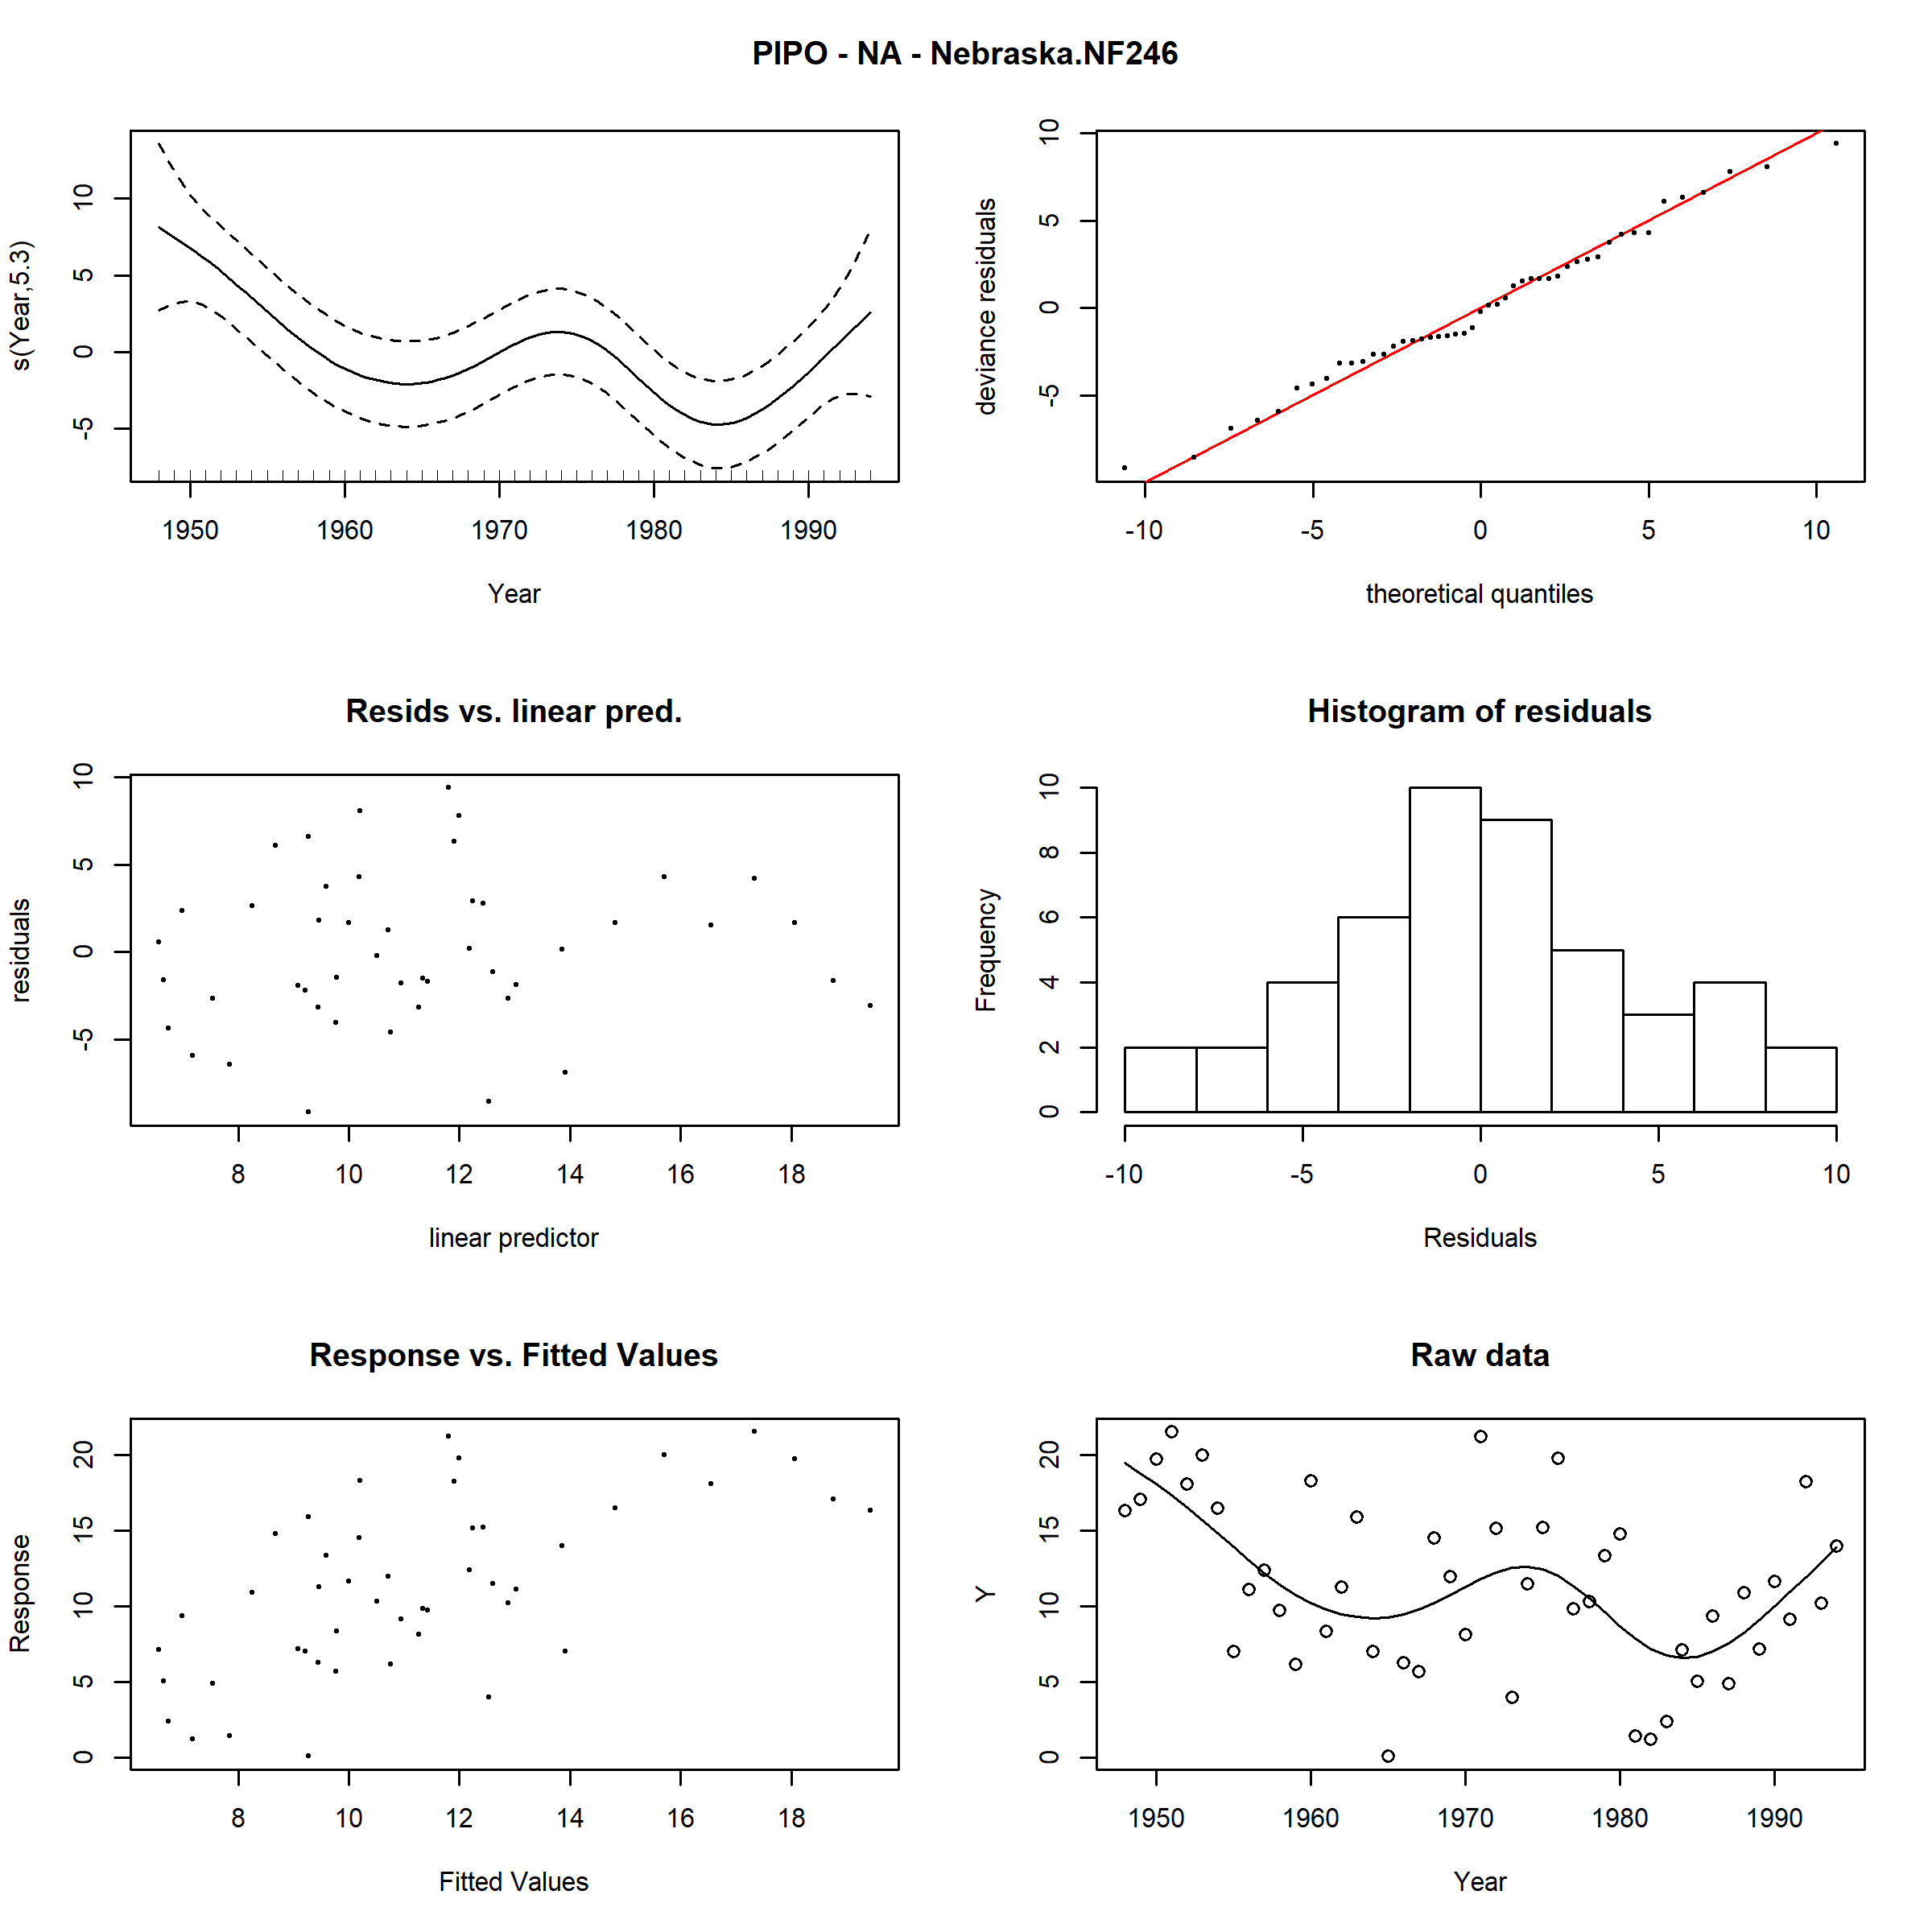 PIPO - NA - Nebraska.NF246
s(Year,5.3)
10
5
0
-5
1950 1960 1970 1980 1990
Year
deviance residuals
10
5
0
-5
-10 -5 0 5 10
theoretical quantiles
Resids vs. linear pred.
residuals
10
5
0
-5
8 10 12 14 16 18
linear predictor
Histogram of residuals
Frequency
10
8
6
4
2
0
-10 -5 0 5 10
Residuals
Response vs. Fitted Values
Response
20
15
10
5
0
8 10 12 14 16 18
Fitted Values
Raw data
Y
20
15
10
5
0
1950 1960 1970 1980 1990
Year